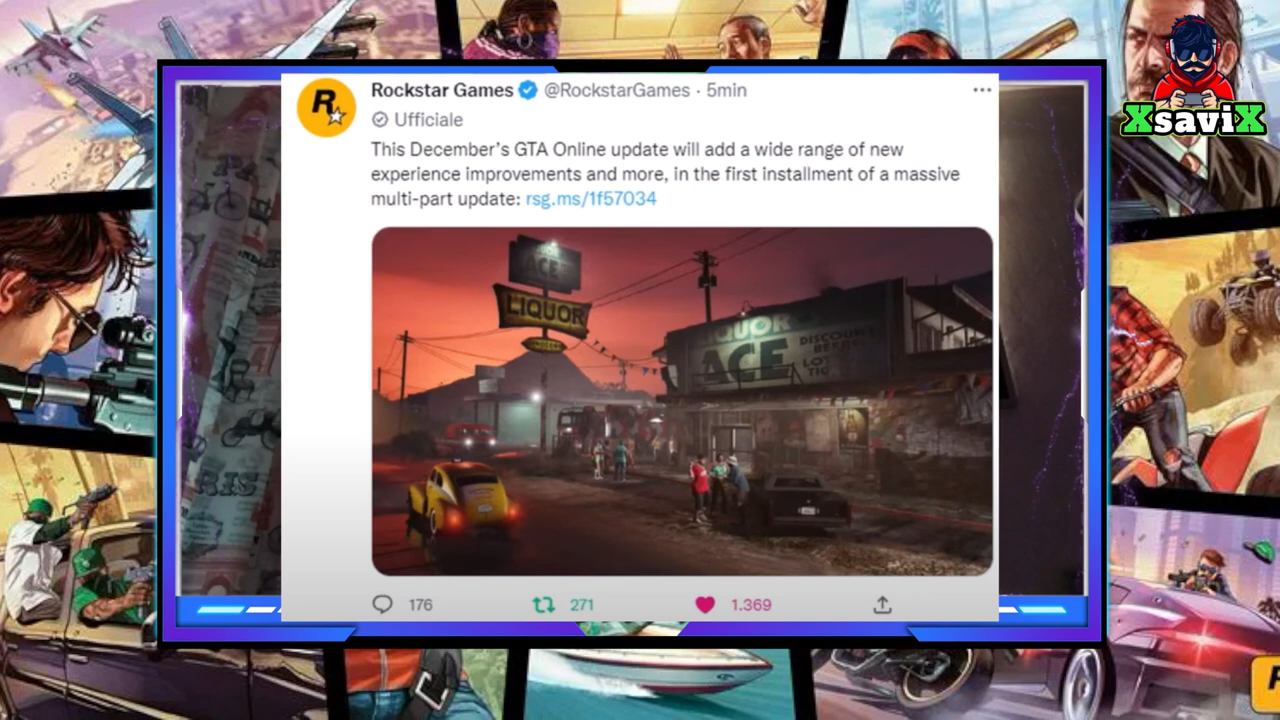 XsaviX
R
Rockstar Games @RockstarGames · 5min
Ufficiale
This December's GTA Online update will add a wide range of new
experience improvements and more, in the first installment of a massive
multi-part update: rsg.ms/1f57034
ACE
LIQUOR
LIQUOR
ACE
DISCOUNT
176
271
1.369